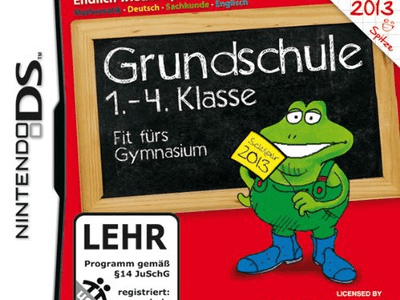 Mathematik • Deutsch • Sachkunde • Englisch
2013
Spitze
Grundschule
1.–4. Klasse
Fit fürs
Gymnasium
2013
LEHR
Programm gemäß
§14 JuSchG
registriert:
LICENSED BY
NINTENDO DS